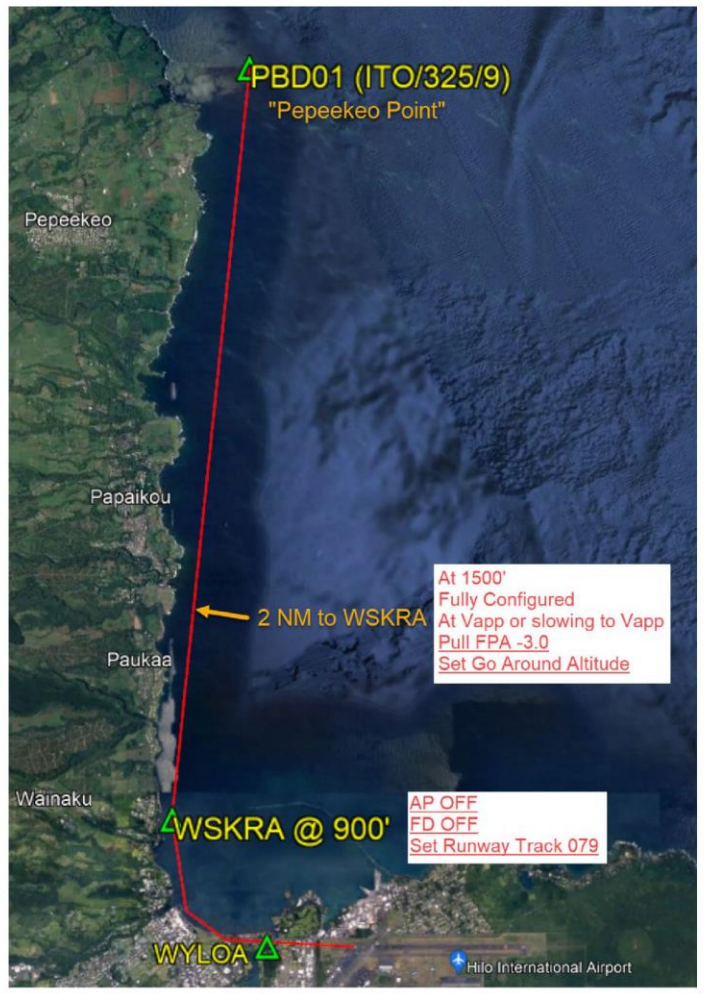 PBD01 (ITO/325/9)
"Pepeekeo Point"
Pepeekeo
Papaikou
At 1500'
Fully Configured
2 NM to WSKRA
At Vapp or slowing to Vapp
Pull FPA -3.0
Set Go Around Altitude
Paukaa
Wainaku
WSKRA @ 900'
AP OFF
FD OFF
Set Runway Track 079
WYLOA
Hilo International Airport